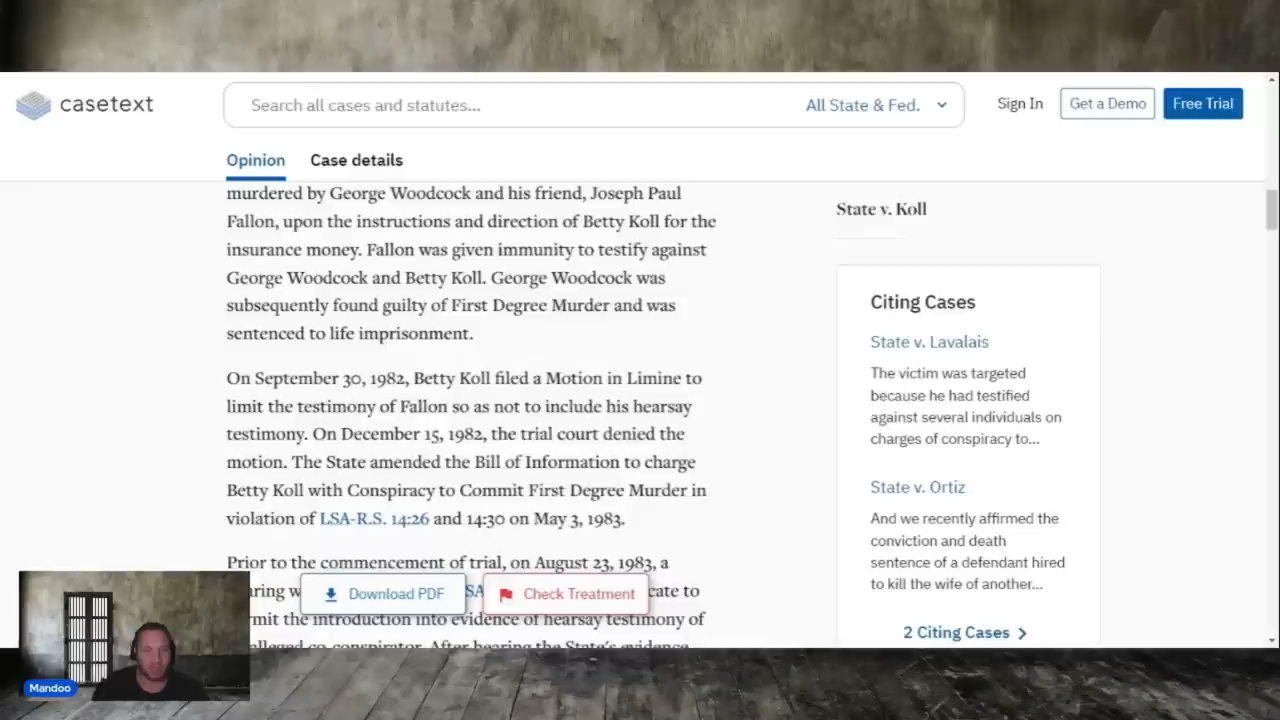 casetext
Search all cases and statutes...
All State & Fed.
Sign In
Get a Demo
Free Trial
Opinion
Case details
murdered by George Woodcock and his friend, Joseph Paul
Fallon, upon the instructions and direction of Betty Koll for the
insurance money. Fallon was given immunity to testify against
George Woodcock and Betty Koll. George Woodcock was
subsequently found guilty of First Degree Murder and was
sentenced to life imprisonment.
On September 30, 1982, Betty Koll filed a Motion in Limine to
limit the testimony of Fallon so as not to include his hearsay
testimony. On December 15, 1982, the trial court denied the
motion. The State amended the Bill of Information to charge
Betty Koll with Conspiracy to Commit First Degree Murder in
violation of LSA-R.S. 14:26 and 14:30 on May 3, 1983.
Prior to the commencement of trial, on August 23, 1983, a
Download PDF
Check Treatment
the introduction into evidence of hearsay testimony of
alleged co-conspirator. After hearing the State's evidence
State v. Koll
Citing Cases
State v. Lavalais
The victim was targeted
because he had testified
against several individuals on
charges of conspiracy to...
State v. Ortiz
And we recently affirmed the
conviction and death
sentence of a defendant hired
to kill the wife of another...
2 Citing Cases
Mandoo